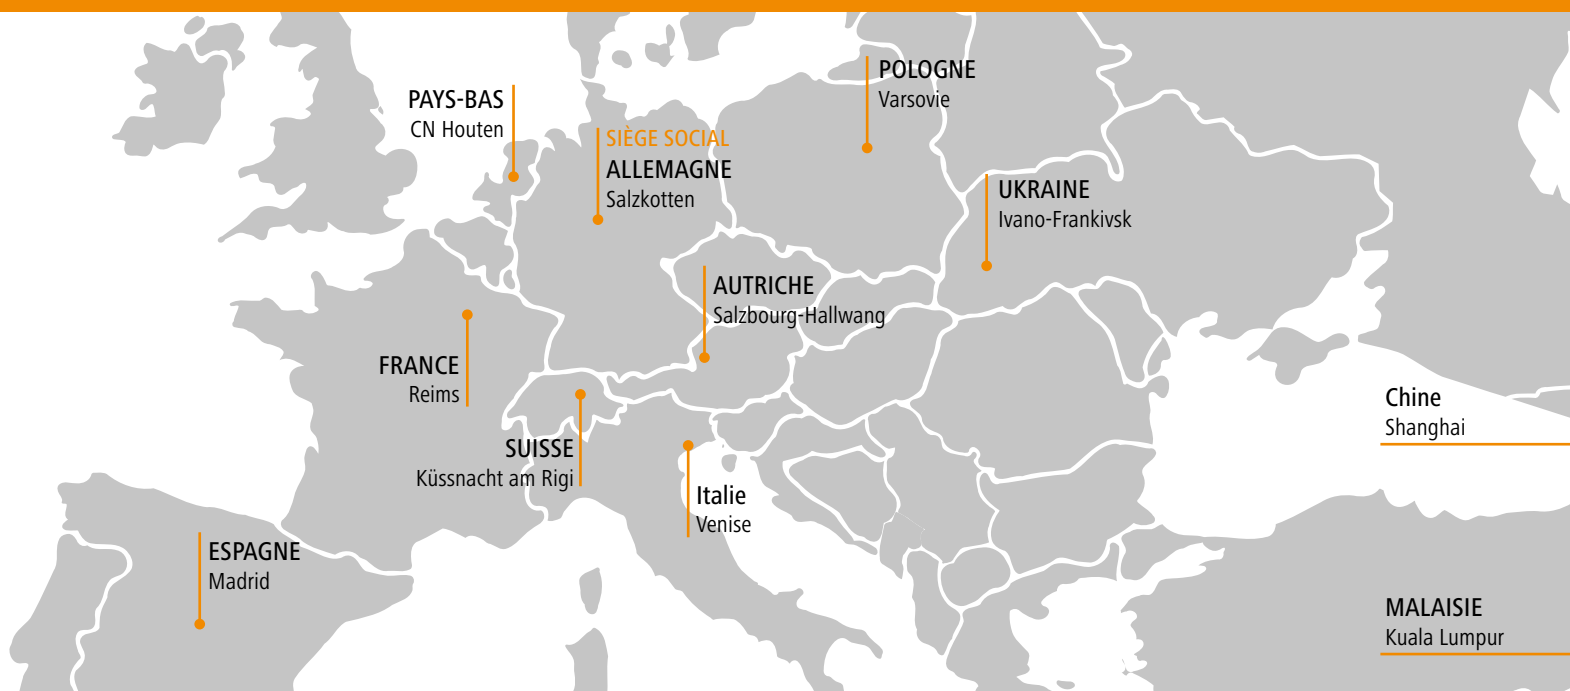 PAYS-BAS
CN Houten
SIÈGE SOCIAL
ALLEMAGNE
Salzkotten
POLOGNE
Varsovie
UKRAINE
Ivano-Frankivsk
AUTRICHE
Salzbourg-Hallwang
FRANCE
Reims
SUISSE
Küssnacht am Rigi
Italie
Venise
ESPAGNE
Madrid
Chine
Shanghai
MALAISIE
Kuala Lumpur